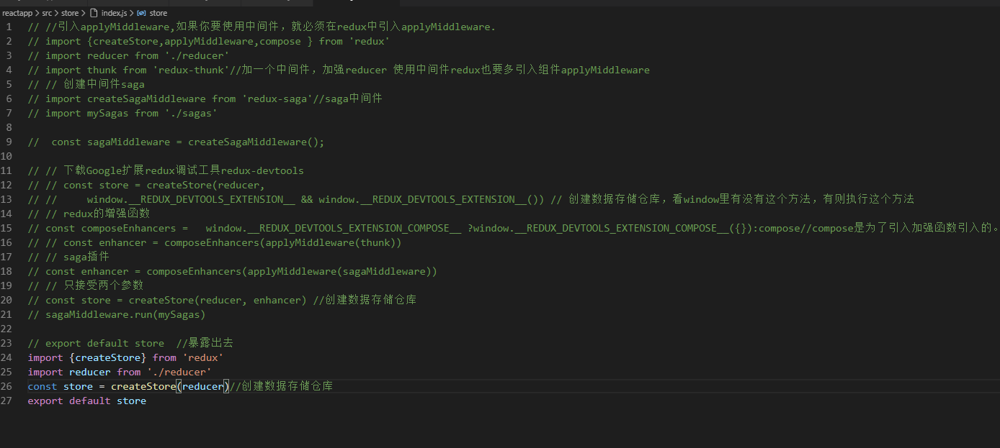 reactapp > src > store > index.js > store
1 // //引入applyMiddleware,如果你要使用中间件，就必须在redux中引入applyMiddleware.
2 // import {createStore,applyMiddleware,compose } from 'redux'
3 // import reducer from './reducer'
4 // import thunk from 'redux-thunk'//加一个中间件，加强reducer 使用中间件redux也要多引入组件applyMiddleware
5 // // 创建中间件saga
6 // import createSagaMiddleware from 'redux-saga'//saga中间件
7 // import mySagas from './sagas'
8
9 //  const sagaMiddleware = createSagaMiddleware();
10
11 // // 下载Google扩展redux调试工具redux-devtools
12 // // const store = createStore(reducer,
13 // //     window.__REDUX_DEVTOOLS_EXTENSION__ && window.__REDUX_DEVTOOLS_EXTENSION__()) // 创建数据存储仓库，看window里有没有这个方法，有则执行这个方法
14 // // redux的增强函数
15 // const composeEnhancers =   window.__REDUX_DEVTOOLS_EXTENSION_COMPOSE__ ?window.__REDUX_DEVTOOLS_EXTENSION_COMPOSE__({}):compose//compose是为了引入加强函数引入的。
16 // // const enhancer = composeEnhancers(applyMiddleware(thunk))
17 // // saga插件
18 // const enhancer = composeEnhancers(applyMiddleware(sagaMiddleware))
19 // // 只接受两个参数
20 // const store = createStore(reducer, enhancer) //创建数据存储仓库
21 // sagaMiddleware.run(mySagas)
22
23 // export default store  //暴露出去
24 import {createStore} from 'redux'
25 import reducer from './reducer'
26 const store = createStore(reducer)//创建数据存储仓库
27 export default store